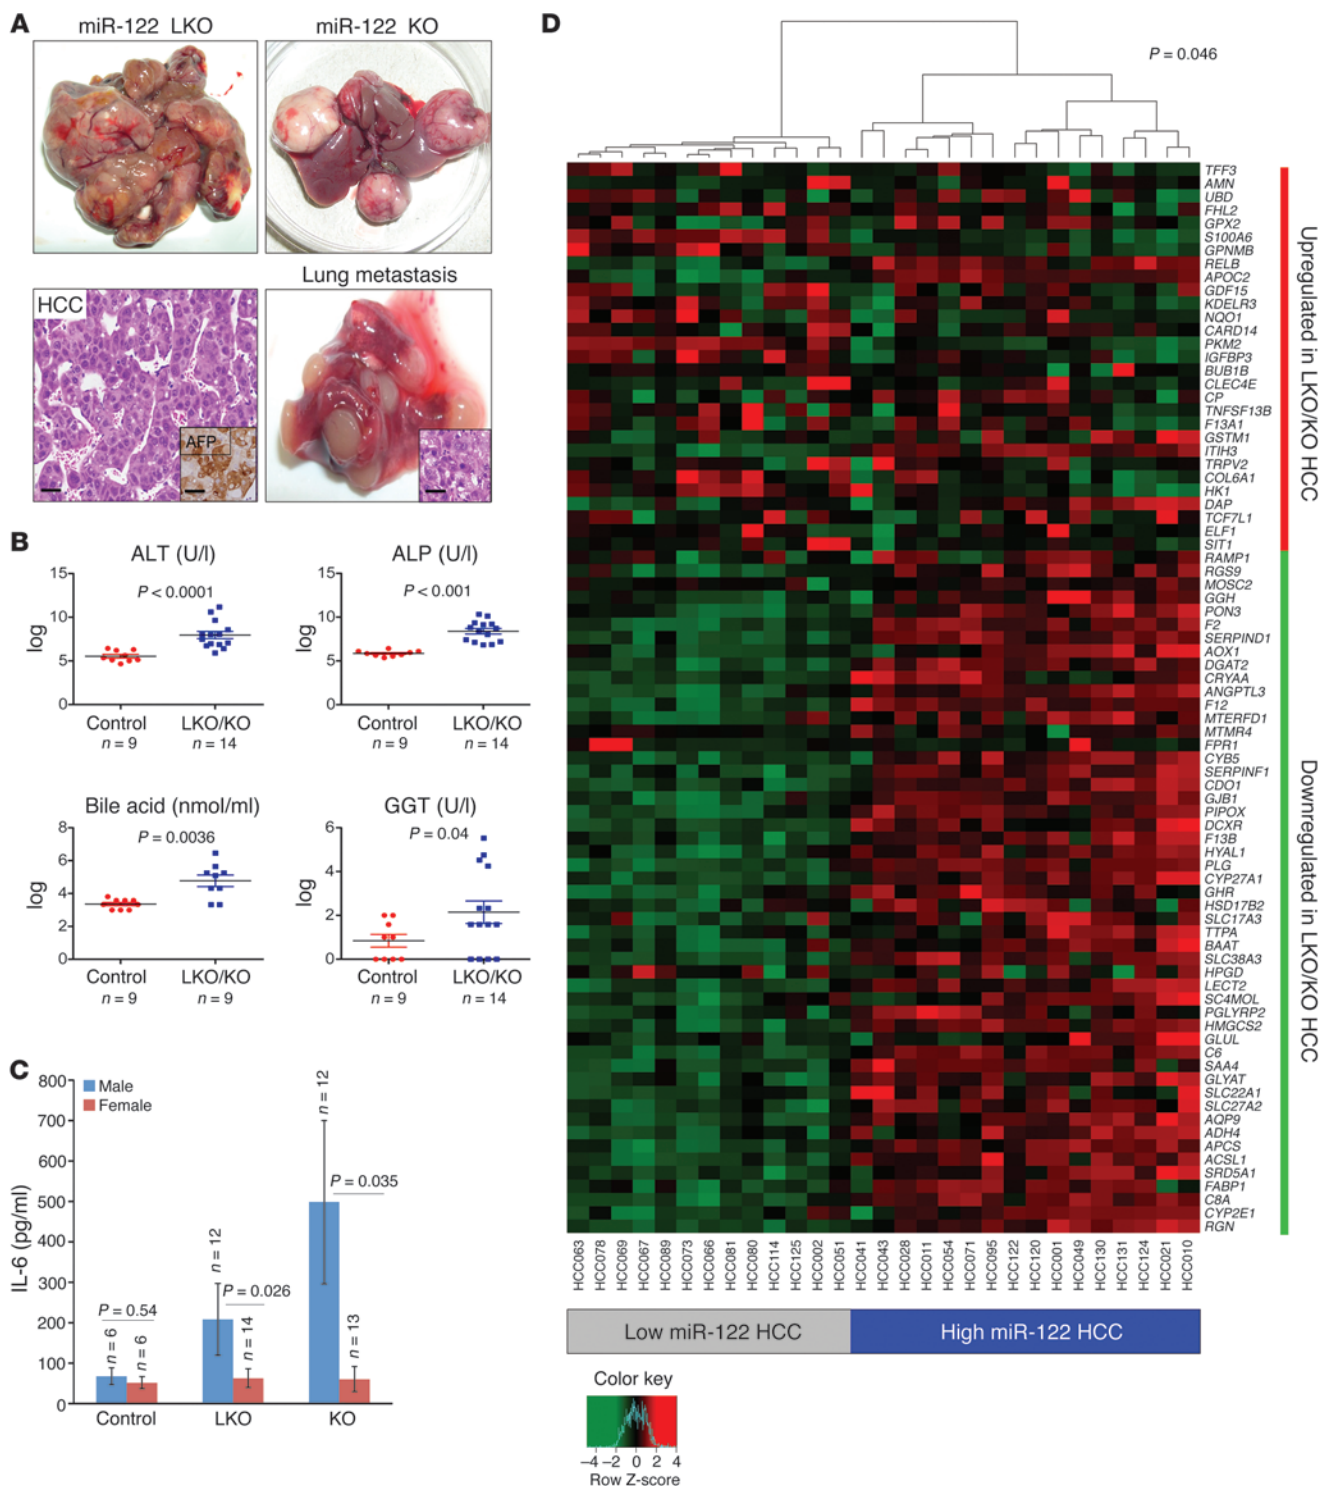 A
miR-122 LKO
miR-122 KO
HCC
AFP
Lung metastasis
B
ALT (U/l)
15
10
5
0
log
P < 0.0001
Control
LKO/KO
n = 9
n = 14
ALP (U/l)
15
10
5
0
log
P < 0.001
Control
LKO/KO
n = 9
n = 14
Bile acid (nmol/ml)
8
6
4
2
0
log
P = 0.0036
Control
LKO/KO
n = 9
n = 9
GGT (U/l)
6
4
2
0
log
P = 0.04
Control
LKO/KO
n = 9
n = 14
C
Male
Female
IL-6 (pg/ml)
800
700
600
500
400
300
200
100
0
P = 0.54
n = 6
n = 6
n = 12
P = 0.026
n = 14
n = 12
P = 0.035
n = 13
Control
LKO
KO
D
P = 0.046
TFF3
AMN
UBD
FHL2
GPX2
S100A6
GPNMB
RELB
APOC2
GDF15
KDELR3
NQO1
CARD14
PKM2
IGFBP3
BUB1B
CLEC4E
CP
TNFSF13B
F13A1
GSTM1
ITIH3
TRPV2
COL6A1
HK1
DAP
TCF7L1
ELF1
SIT1
RAMP1
RGS9
MOSC2
GGH
PON3
F2
SERPIND1
AOX1
DGAT2
CRYAA
ANGPTL3
F12
MTERFD1
MTMR4
FPR1
CYB5
SERPINF1
CDO1
GJB1
PIPOX
DCXR
F13B
HYAL1
PLG
CYP27A1
GHR
HSD17B2
SLC17A3
TTPA
BAAT
SLC38A3
HPGD
LECT2
SC4MOL
PGLYRP2
HMGCS2
GLUL
C6
SAA4
GLYAT
SLC22A1
SLC27A2
AQP9
ADH4
APCS
ACSL1
SRD5A1
FABP1
C8A
CYP2E1
RGN
Upregulated in LKO/KO HCC
Downregulated in LKO/KO HCC
HCC063
HCC078
HCC069
HCC067
HCC089
HCC073
HCC066
HCC081
HCC080
HCC114
HCC125
HCC002
HCC051
HCC041
HCC043
HCC028
HCC011
HCC054
HCC071
HCC095
HCC122
HCC120
HCC001
HCC049
HCC130
HCC131
HCC124
HCC021
HCC010
Low miR-122 HCC
High miR-122 HCC
Color key
–4 –2 0 2 4
Row Z-score